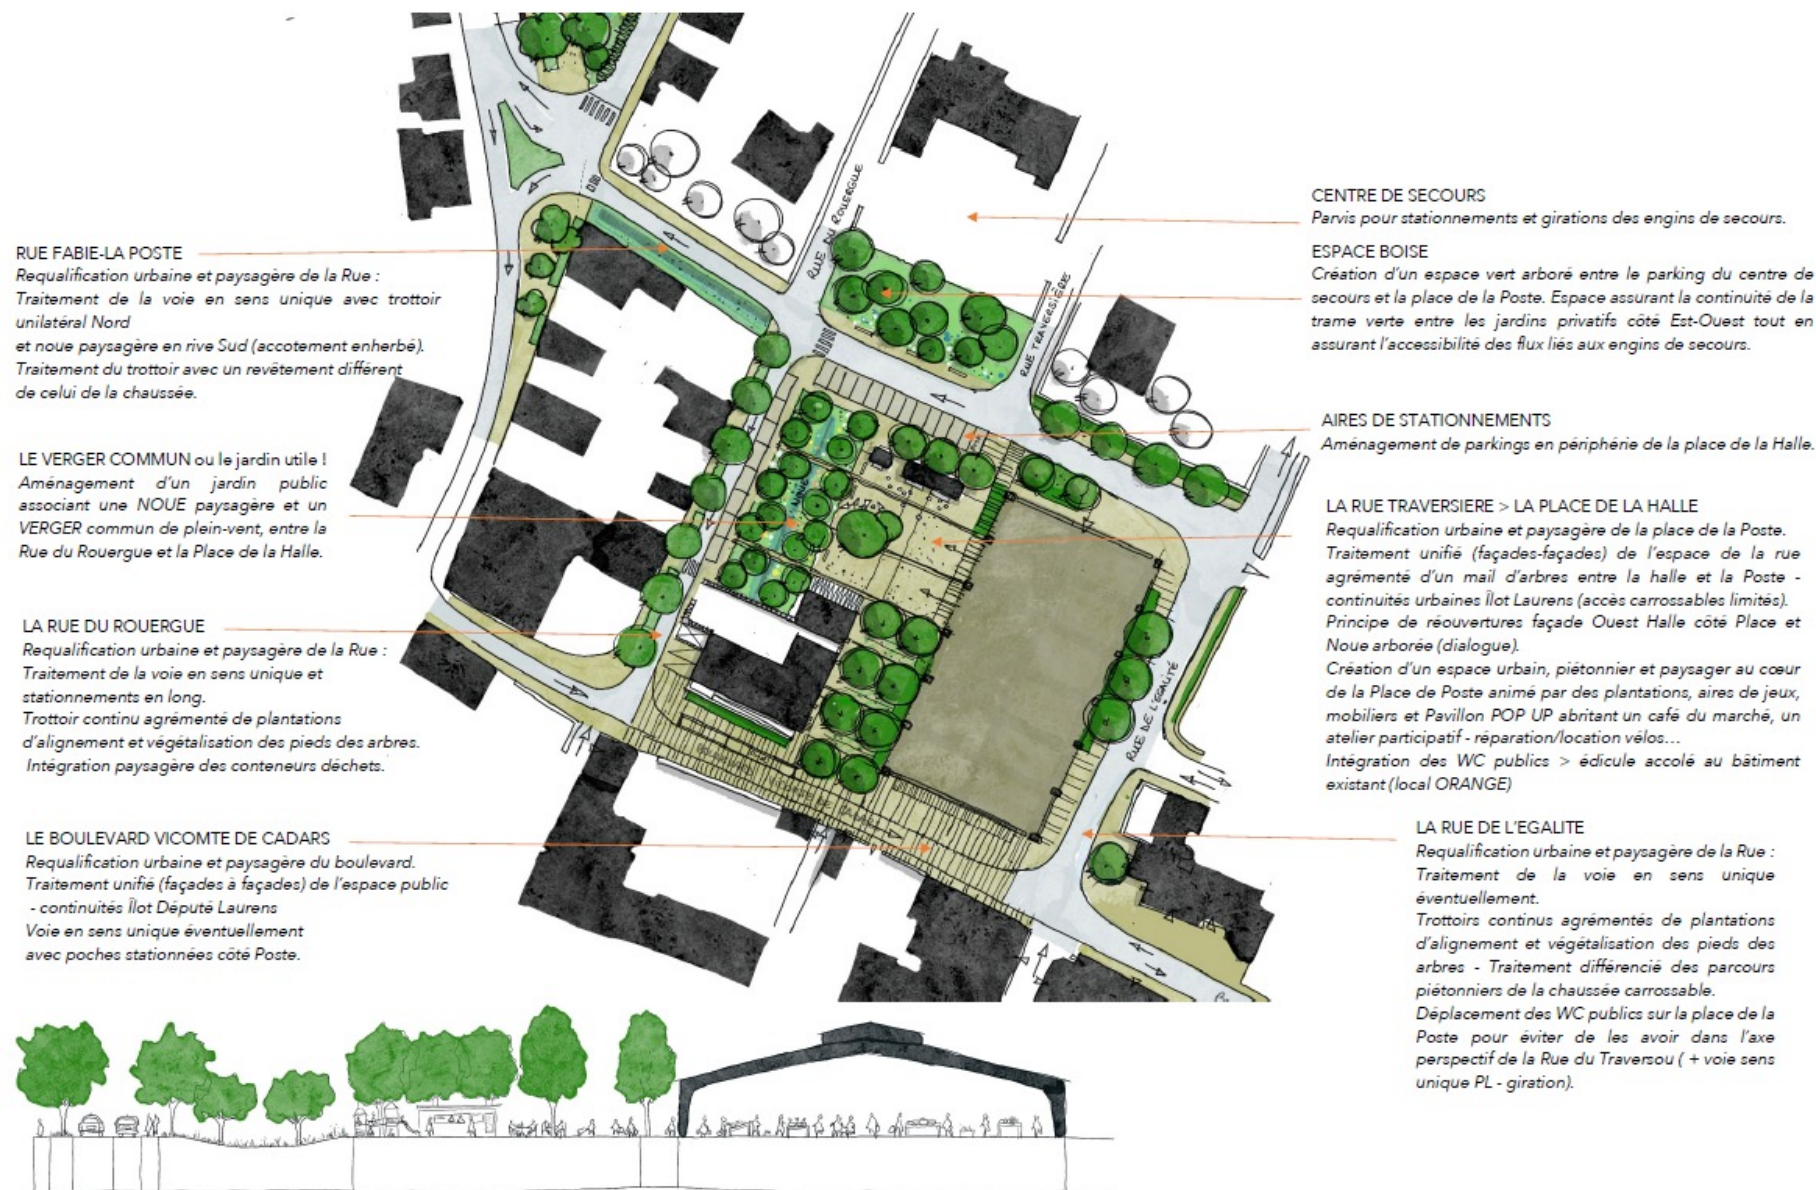 RUE FABIE-LA POSTE
Requalification urbaine et paysagère de la Rue :
Traitement de la voie en sens unique avec trottoir
unilatéral Nord
et noue paysagère en rive Sud (accotement enherbé).
Traitement du trottoir avec un revêtement différent
de celui de la chaussée.
LE VERGER COMMUN ou le jardin utile !
Aménagement d'un jardin public
associant une NOUE paysagère et un
VERGER commun de plein-vent, entre la
Rue du Rouergue et la Place de la Halle.
LA RUE DU ROUERGUE
Requalification urbaine et paysagère de la Rue :
Traitement de la voie en sens unique et
stationnements en long.
Trottoir continu agrémenté de plantations
d'alignement et végétalisation des pieds des arbres.
Intégration paysagère des conteneurs déchets.
LE BOULEVARD VICOMTE DE CADARS
Requalification urbaine et paysagère du boulevard.
Traitement unifié (façades à façades) de l'espace public
- continuités Îlot Député Laurens
Voie en sens unique éventuellement
avec poches stationnées côté Poste.
RUE DU ROUERGUE
RUE TRAVERSIÈRE
NOUE
RUE DE L'EGALITÉ
BOULEVARD VICOMTE DE CADARS
CENTRE DE SECOURS
Parvis pour stationnements et girations des engins de secours.
ESPACE BOISE
Création d'un espace vert arboré entre le parking du centre de
secours et la place de la Poste. Espace assurant la continuité de la
trame verte entre les jardins privatifs côté Est-Ouest tout en
assurant l'accessibilité des flux liés aux engins de secours.
AIRES DE STATIONNEMENTS
Aménagement de parkings en périphérie de la place de la Halle.
LA RUE TRAVERSIERE > LA PLACE DE LA HALLE
Requalification urbaine et paysagère de la place de la Poste.
Traitement unifié (façades-façades) de l'espace de la rue
agrémenté d'un mail d'arbres entre la halle et la Poste -
continuités urbaines Îlot Laurens (accès carrossables limités).
Principe de réouvertures façade Ouest Halle côté Place et
Noue arborée (dialogue).
Création d'un espace urbain, piétonnier et paysager au cœur
de la Place de Poste animé par des plantations, aires de jeux,
mobiliers et Pavillon POP UP abritant un café du marché, un
atelier participatif - réparation/location vélos...
Intégration des WC publics > édicule accolé au bâtiment
existant (local ORANGE)
LA RUE DE L'EGALITE
Requalification urbaine et paysagère de la Rue :
Traitement de la voie en sens unique
éventuellement.
Trottoirs continus agrémentés de plantations
d'alignement et végétalisation des pieds des
arbres - Traitement différencié des parcours
piétonniers de la chaussée carrossable.
Déplacement des WC publics sur la place de la
Poste pour éviter de les avoir dans l'axe
perspectif de la Rue du Traversou ( + voie sens
unique PL - giration).